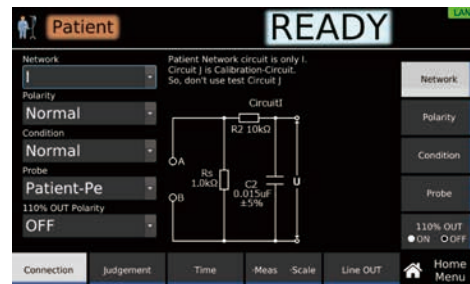 LAN
Patient
READY
Network
I
Polarity
Normal
Condition
Normal
Probe
Patient-Pe
110% OUT Polarity
OFF
Patient Network circuit is only I.
Circuit J is Calibration-Circuit.
So, don't use test Circuit J
CircuitI
R2 10kΩ
A
Rs
1.0kΩ
B
C2
0.015uF
±5%
U
Network
Polarity
Condition
Probe
110% OUT
ON OFF
Connection
Judgement
Time
-Meas -Scale
Line OUT
Home
Menu